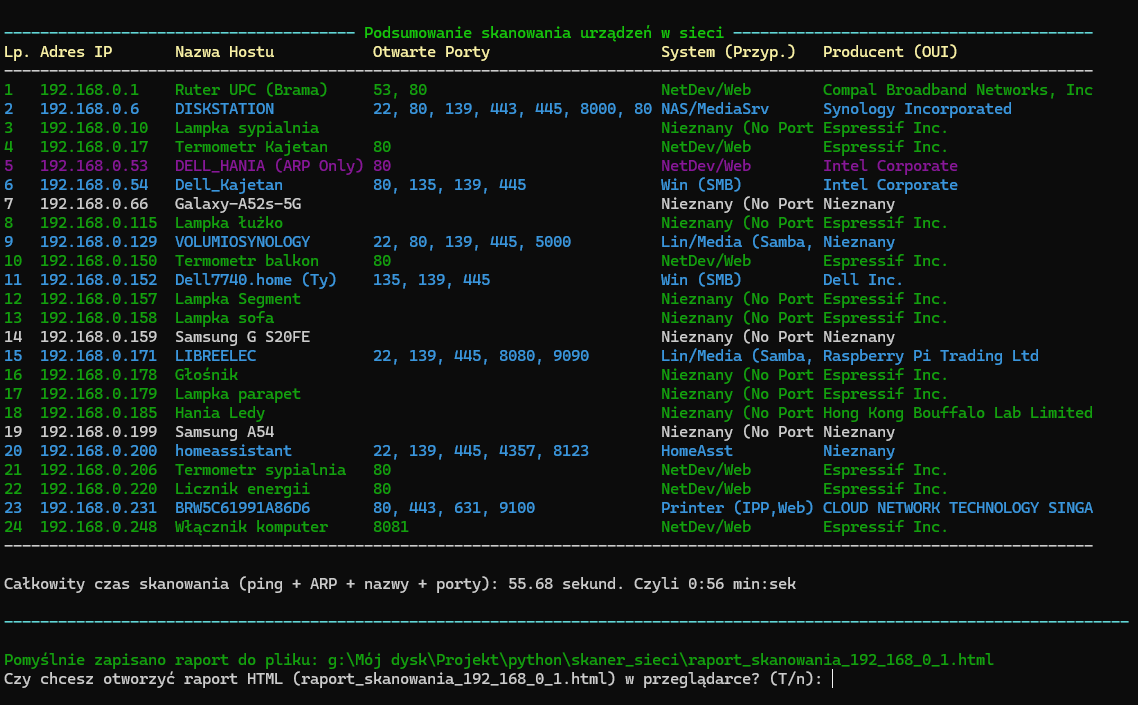 Podsumowanie skanowania urządzeń w sieci
Lp. Adres IP Nazwa Hostu Otwarte Porty System (Przyp.) Producent (OUI)
1 192.168.0.1 Ruter UPC (Brama) 53, 80 NetDev/Web Compal Broadband Networks, Inc
2 192.168.0.6 DISKSTATION 22, 80, 139, 443, 445, 8000, 80 NAS/MediaSrv Synology Incorporated
3 192.168.0.10 Lampka sypialnia Nieznany (No Port Espressif Inc.
4 192.168.0.17 Termometr Kajetan 80 NetDev/Web Espressif Inc.
5 192.168.0.53 DELL_HANIA (ARP Only) 80 NetDev/Web Intel Corporate
6 192.168.0.54 Dell_Kajetan 80, 135, 139, 445 Win (SMB) Intel Corporate
7 192.168.0.66 Galaxy-A52s-5G Nieznany (No Port Nieznany
8 192.168.0.115 Lampka łużko Nieznany (No Port Espressif Inc.
9 192.168.0.129 VOLUMIOSYNOLOGY 22, 80, 139, 445, 5000 Lin/Media (Samba, Nieznany
10 192.168.0.150 Termometr balkon 80 NetDev/Web Espressif Inc.
11 192.168.0.152 Dell7740.home (Ty) 135, 139, 445 Win (SMB) Dell Inc.
12 192.168.0.157 Lampka Segment Nieznany (No Port Espressif Inc.
13 192.168.0.158 Lampka sofa Nieznany (No Port Espressif Inc.
14 192.168.0.159 Samsung G S20FE Nieznany (No Port Nieznany
15 192.168.0.171 LIBREELEC 22, 139, 445, 8080, 9090 Lin/Media (Samba, Raspberry Pi Trading Ltd
16 192.168.0.178 Głośnik Nieznany (No Port Espressif Inc.
17 192.168.0.179 Lampka parapet Nieznany (No Port Espressif Inc.
18 192.168.0.185 Hania Ledy Nieznany (No Port Hong Kong Bouffalo Lab Limited
19 192.168.0.199 Samsung A54 Nieznany (No Port Nieznany
20 192.168.0.200 homeassistant 22, 139, 445, 4357, 8123 HomeAsst Nieznany
21 192.168.0.206 Termometr sypialnia 80 NetDev/Web Espressif Inc.
22 192.168.0.220 Licznik energii 80 NetDev/Web Espressif Inc.
23 192.168.0.231 BRW5C61991A86D6 80, 443, 631, 9100 Printer (IPP,Web) CLOUD NETWORK TECHNOLOGY SINGA
24 192.168.0.248 Włącznik komputer 8081 NetDev/Web Espressif Inc.
Całkowity czas skanowania (ping + ARP + nazwy + porty): 55.68 sekund. Czyli 0:56 min:sek
Pomyślnie zapisano raport do pliku: g:\Mój dysk\Projekt\python\skaner_sieci\raport_skanowania_192_168_0_1.html
Czy chcesz otworzyć raport HTML (raport_skanowania_192_168_0_1.html) w przeglądarce? (T/n):